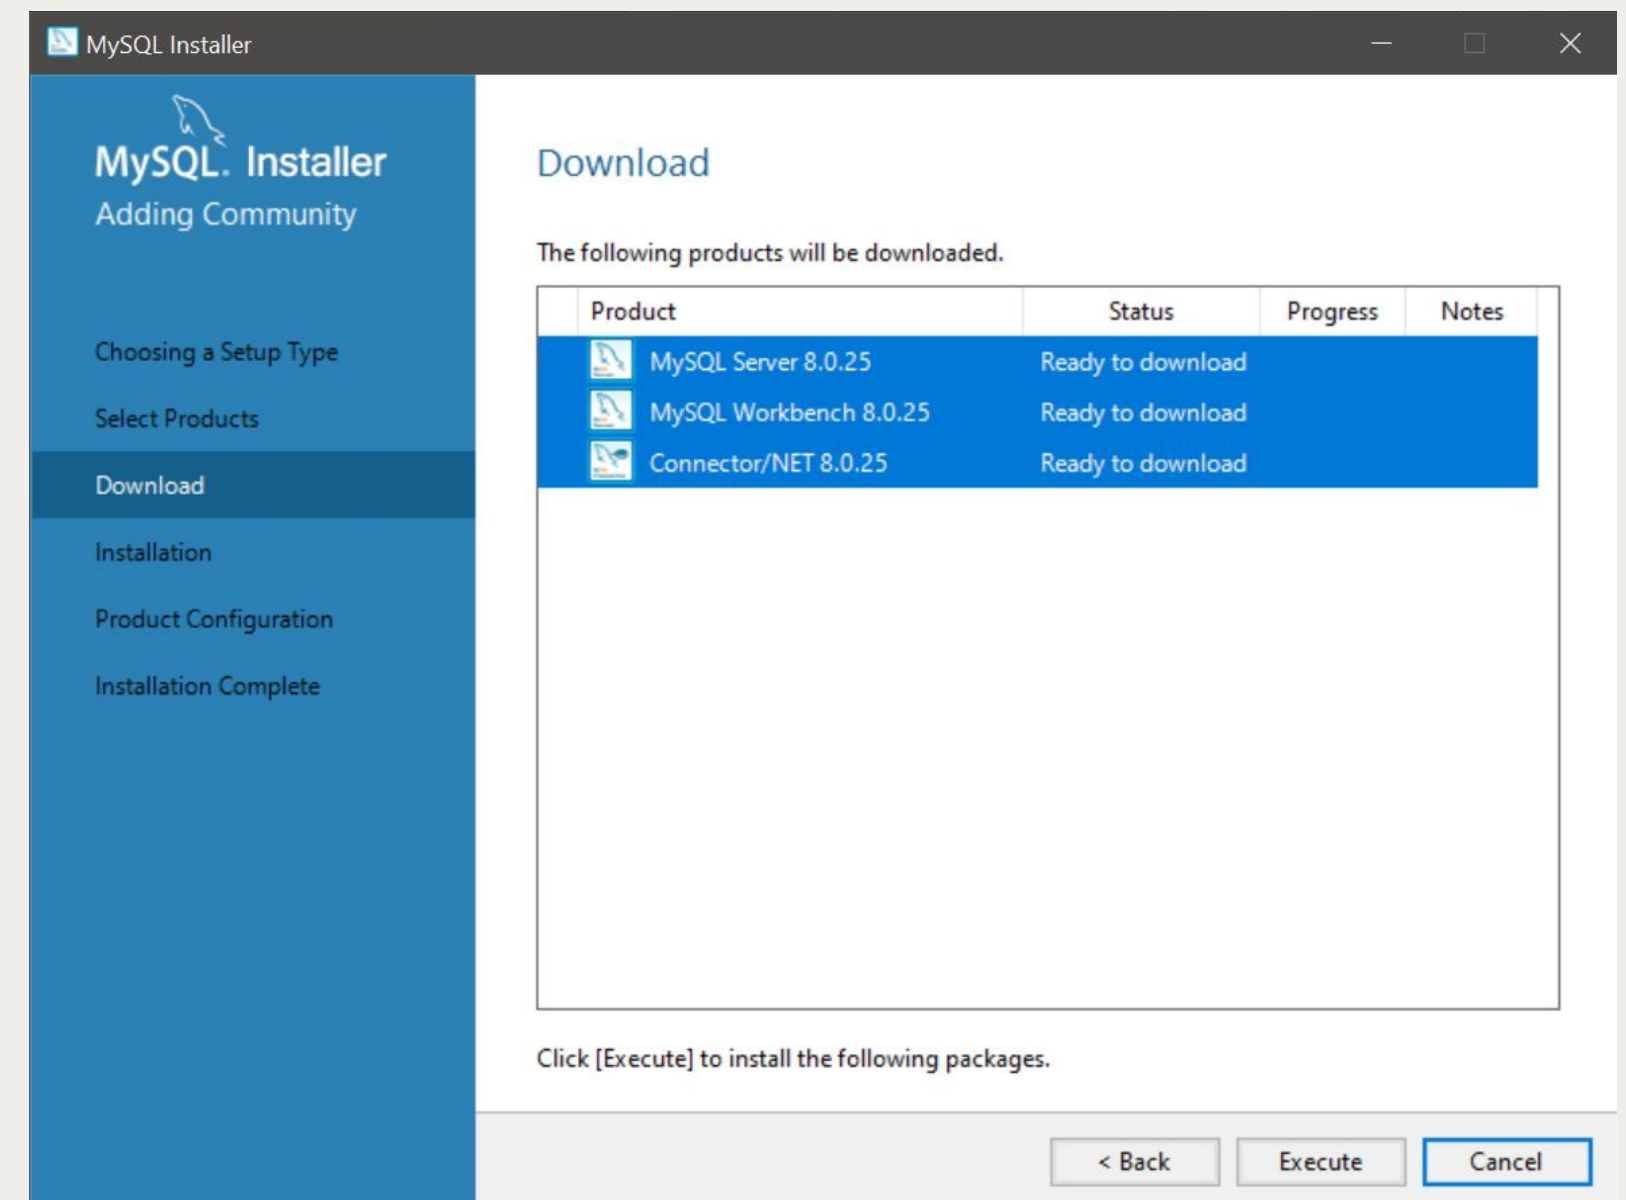 MySQL Installer
MySQL. Installer
Adding Community
Choosing a Setup Type
Select Products
Download
Installation
Product Configuration
Installation Complete
Download
The following products will be downloaded.
Product Status Progress Notes
MySQL Server 8.0.25 Ready to download
MySQL Workbench 8.0.25 Ready to download
Connector/NET 8.0.25 Ready to download
Click [Execute] to install the following packages.
< Back Execute Cancel